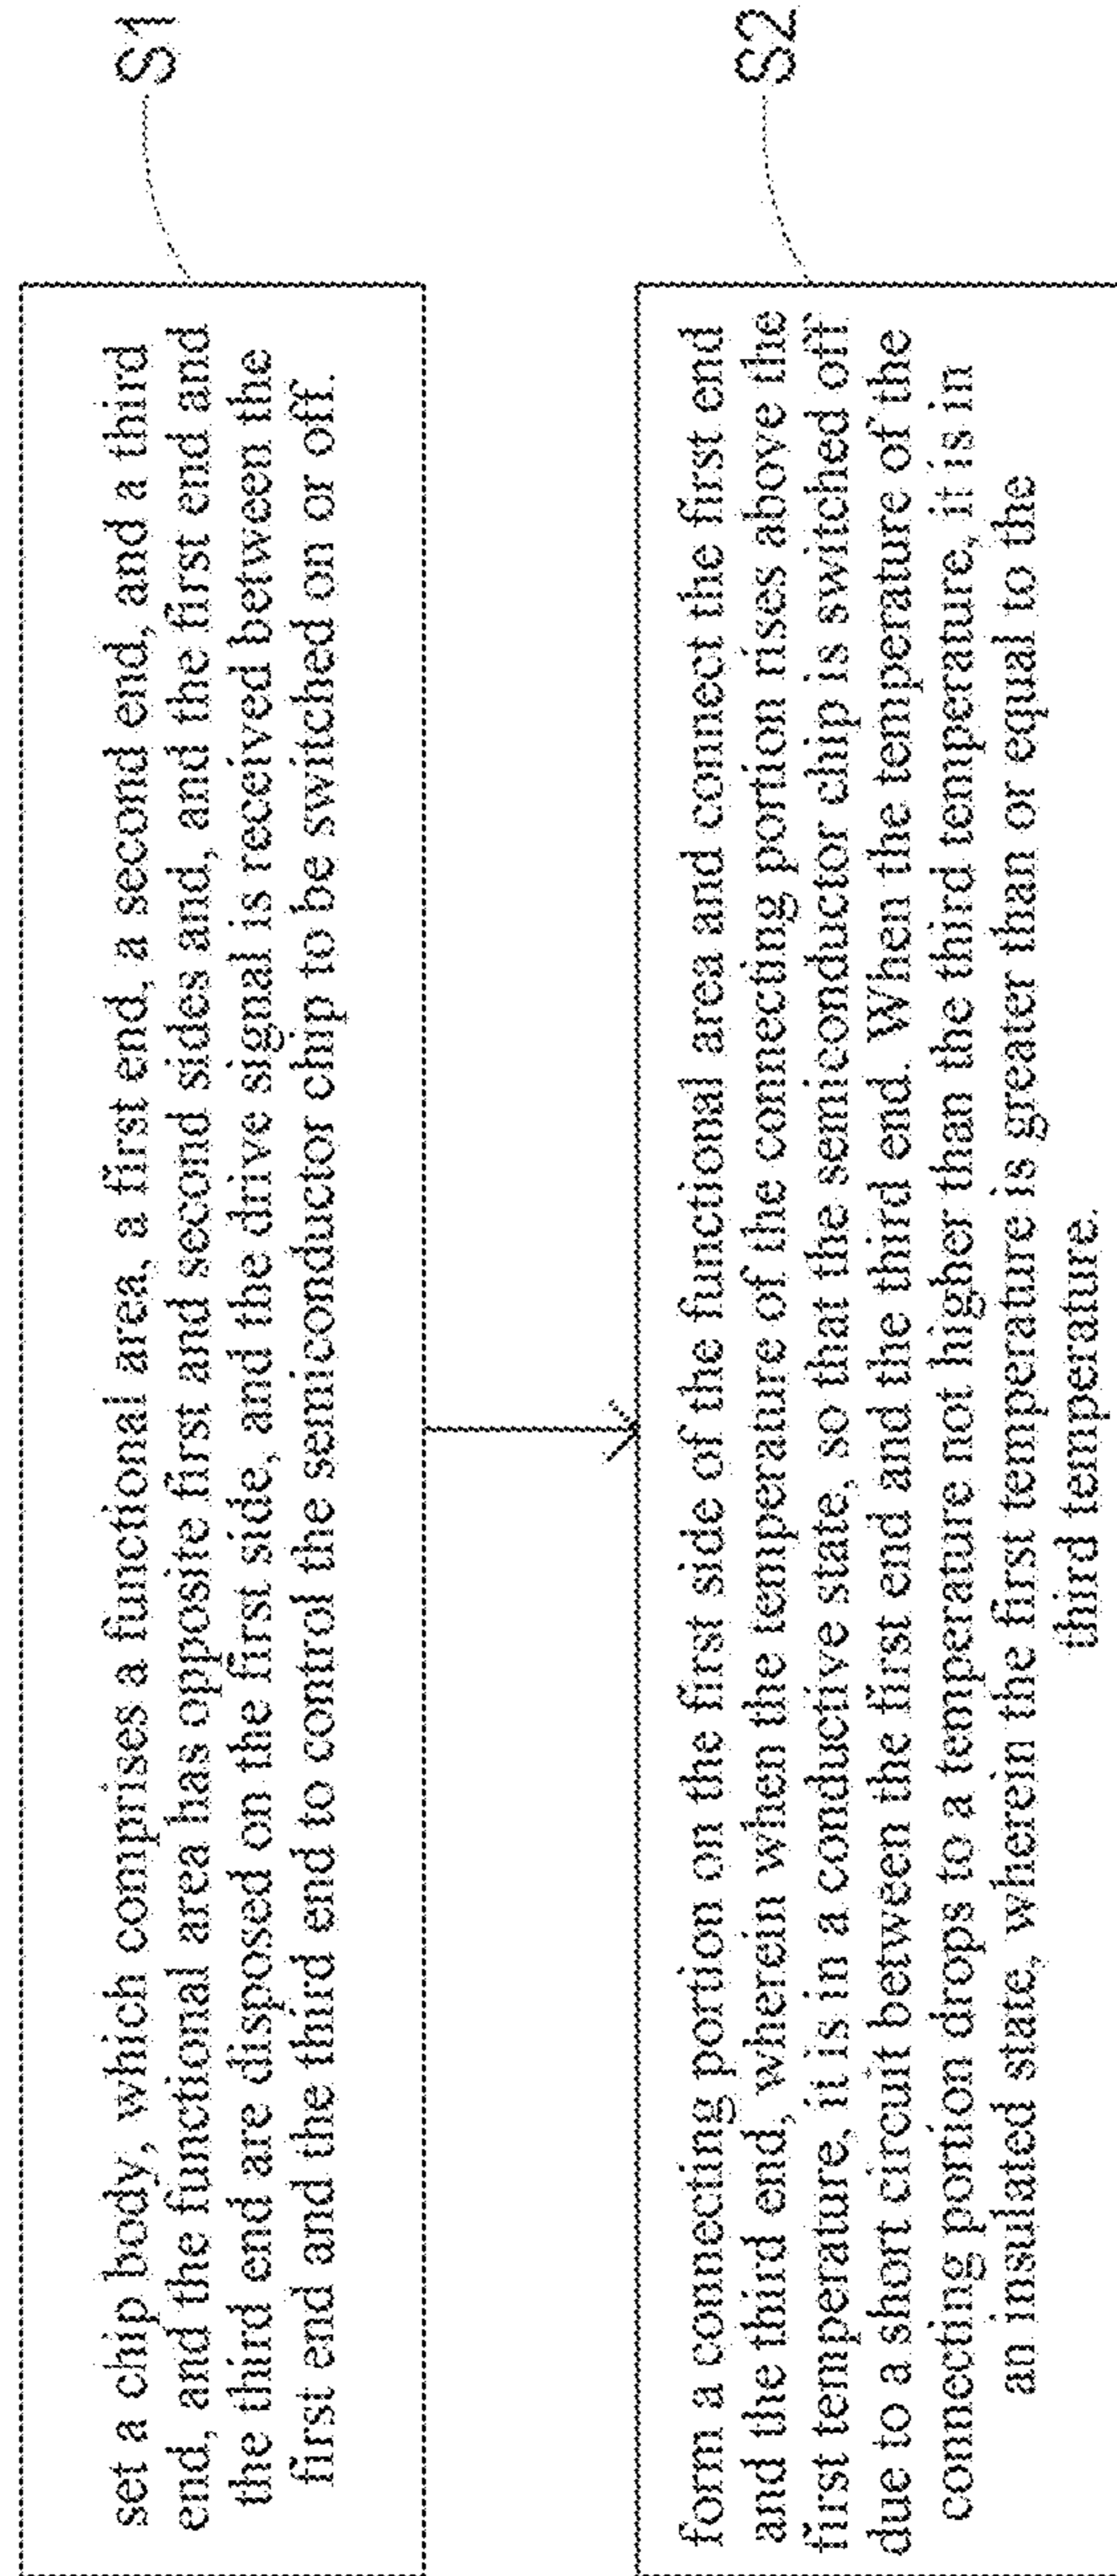 set a chip body, which comprises a functional area, a first end, a second end, and a third
end, and the functional area has opposite first and second sides and, and the first end and
the third end are disposed on the first side, and the drive signal is received between the
first end and the third end to control the semiconductor chip to be switched on or off.
S1
form a connecting portion on the first side of the functional area and connect the first end
and the third end, wherein when the temperature of the connecting portion rises above the
first temperature, it is in a conductive state, so that the semiconductor chip is switched off
due to a short circuit between the first end and the third end. When the temperature of the
connecting portion drops to a temperature not higher than the third temperature, it is in
an insulated state, wherein the first temperature is greater than or equal to the
third temperature.
S2